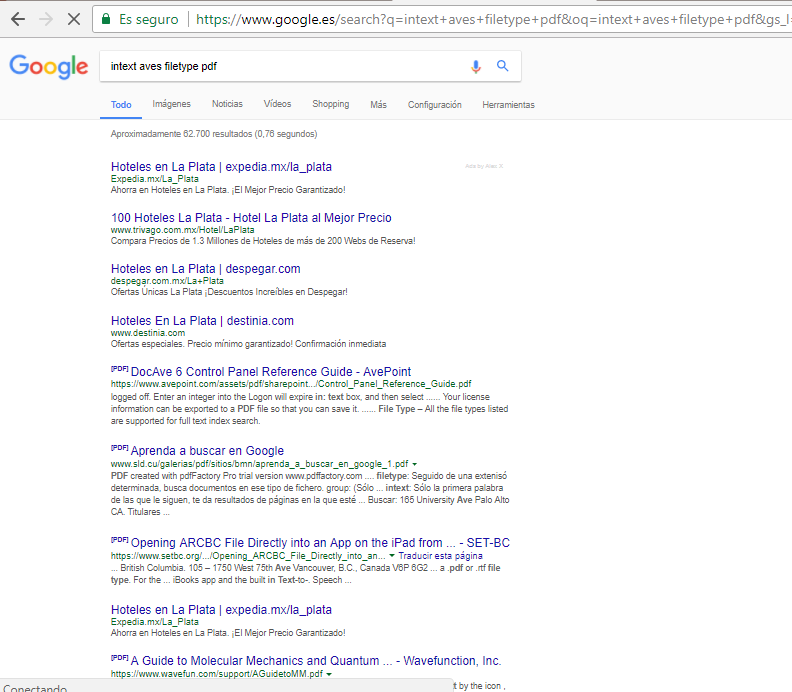 Es seguro https://www.google.es/search?q=intext+aves+filetype+pdf&oq=intext+aves+filetype+pdf&gs_l=
Google
intext aves filetype pdf
Todo Imágenes Noticias Vídeos Shopping Más Configuración Herramientas
Aproximadamente 62.700 resultados (0,76 segundos)
Hoteles en La Plata | expedia.mx/la_plata
Ads by Alex X.
Expedia.mx/La_Plata
Ahorra en Hoteles en La Plata. ¡El Mejor Precio Garantizado!
100 Hoteles La Plata - Hotel La Plata al Mejor Precio
www.trivago.com.mx/Hotel/LaPlata
Compara Precios de 1.3 Millones de Hoteles de más de 200 Webs de Reserva!
Hoteles en La Plata | despegar.com
despegar.com.mx/La+Plata
Ofertas Únicas La Plata ¡Descuentos Increíbles en Despegar!
Hoteles En La Plata | destinia.com
www.destinia.com
Ofertas especiales. Precio mínimo garantizado! Confirmación inmediata
[PDF] DocAve 6 Control Panel Reference Guide - AvePoint
https://www.avepoint.com/assets/pdf/sharepoint.../Control_Panel_Reference_Guide.pdf
logged off. Enter an integer into the Logon will expire in: text box, and then select ...... Your license
information can be exported to a PDF file so that you can save it. ...... File Type – All the file types listed
are supported for full text index search.
[PDF] Aprenda a buscar en Google
www.sld.cu/galerias/pdf/sitios/bmn/aprenda_a_buscar_en_google_1.pdf
PDF created with pdfFactory Pro trial version www.pdffactory.com .... filetype: Seguido de una extensió
determinada, busca documentos en ese tipo de fichero. group: (Sólo ... intext: Sólo la primera palabra
de las que le siguen, te da resultados de páginas en la que esté ... Buscar: 165 University Ave Palo Alto
CA. Titulares ...
[PDF] Opening ARCBC File Directly into an App on the iPad from ... - SET-BC
https://www.setbc.org/.../Opening_ARCBC_File_Directly_into_an... Traducir esta página
... British Columbia. 105 – 1750 West 75th Ave Vancouver, B.C., Canada V6P 6G2 ... a .pdf or .rtf file
type. For the ... iBooks app and the built in Text-to-. Speech ...
Hoteles en La Plata | expedia.mx/la_plata
Expedia.mx/La_Plata
Ahorra en Hoteles en La Plata. ¡El Mejor Precio Garantizado!
[PDF] A Guide to Molecular Mechanics and Quantum ... - Wavefunction, Inc.
https://www.wavefun.com/support/AGuidetoMM.pdf
t by the icon ,
Conectando